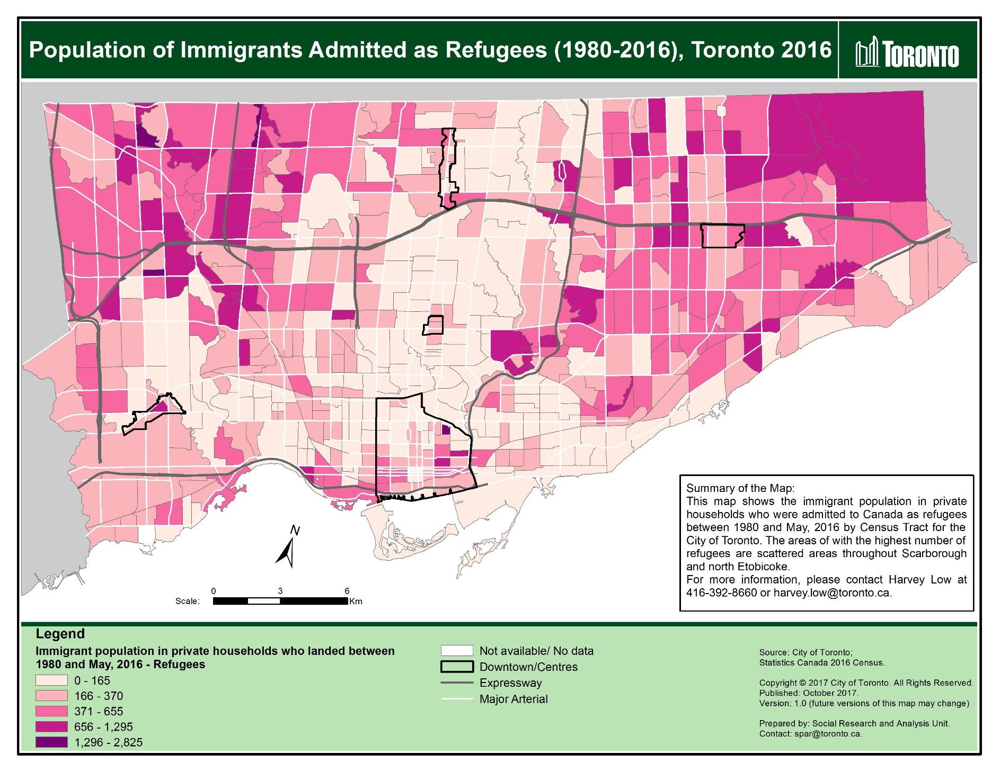 Population of Immigrants Admitted as Refugees (1980-2016), Toronto 2016
TORONTO
Summary of the Map:
This map shows the immigrant population in private
households who were admitted to Canada as refugees
between 1980 and May, 2016 by Census Tract for the
City of Toronto. The areas of with the highest number of
refugees are scattered areas throughout Scarborough
and north Etobicoke.
For more information, please contact Harvey Low at
416-392-8660 or harvey.low@toronto.ca.
N
0 3 6
Scale: Km
Legend
Immigrant population in private households who landed between
1980 and May, 2016 - Refugees
0 - 165
166 - 370
371 - 655
656 - 1,295
1,296 - 2,825
Not available/ No data
Downtown/Centres
Expressway
Major Arterial
Source: City of Toronto;
Statistics Canada 2016 Census.
Copyright © 2017 City of Toronto. All Rights Reserved.
Published: October 2017.
Version: 1.0 (future versions of this map may change)
Prepared by: Social Research and Analysis Unit.
Contact: spar@toronto.ca.